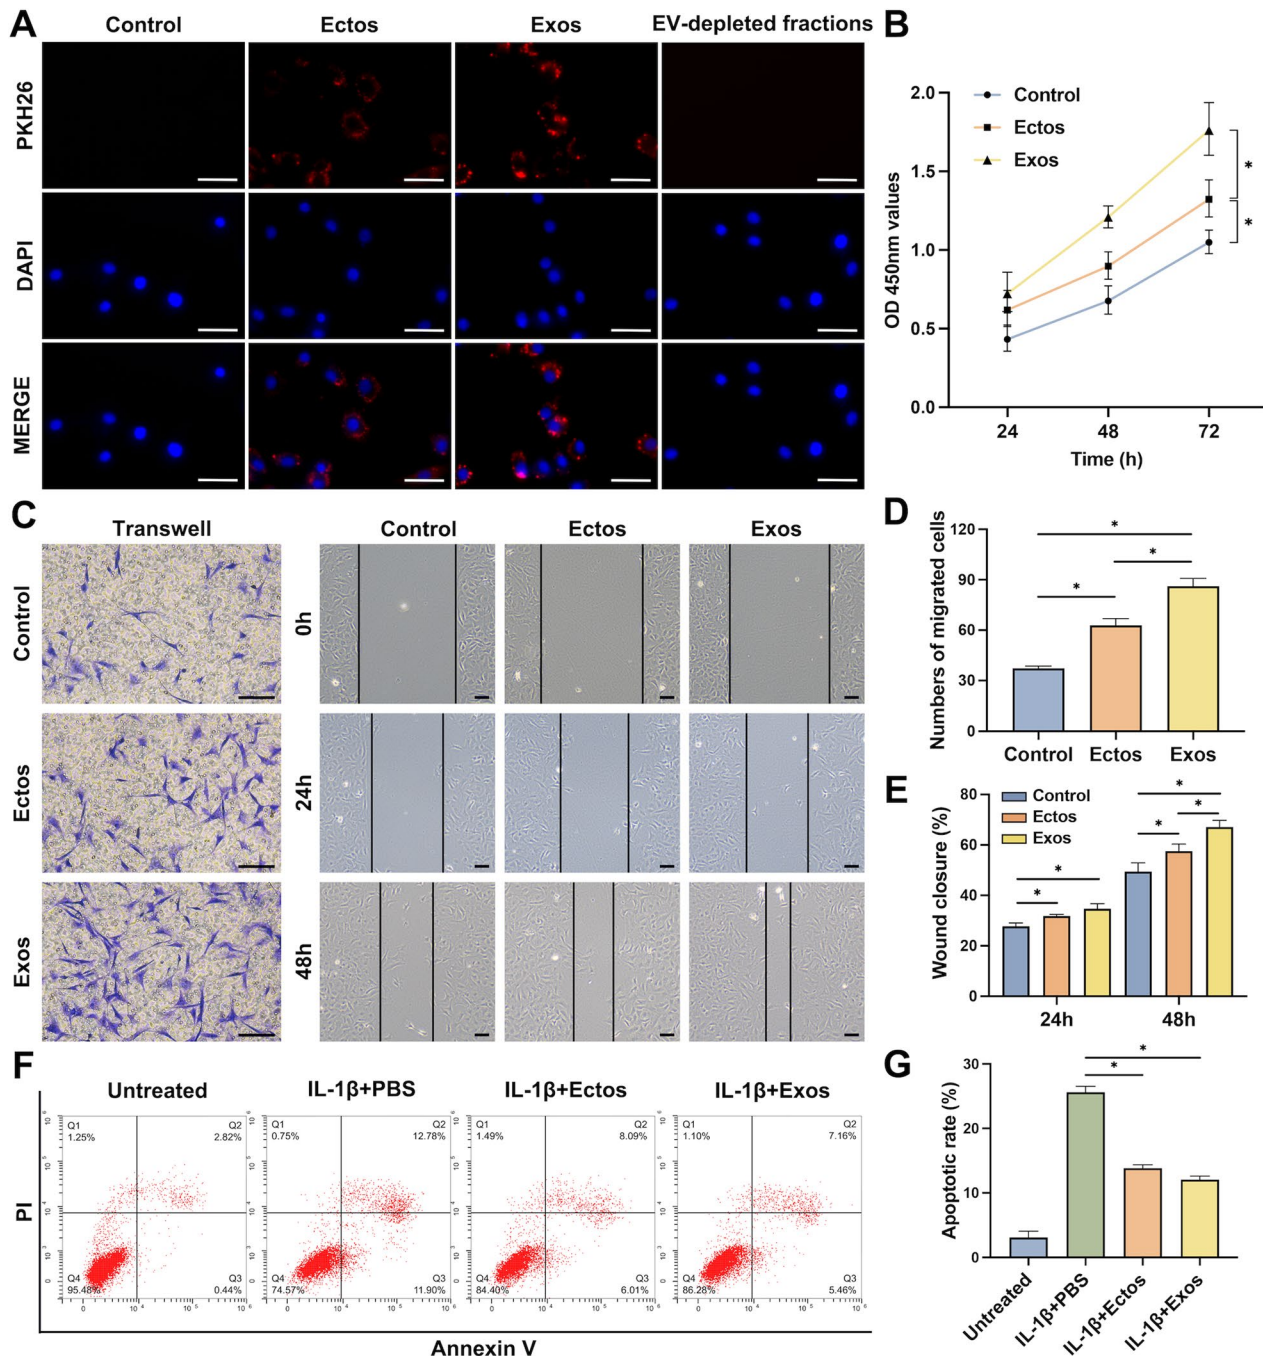 A
Control
Ectos
Exos
EV-depleted fractions
PKH26
DAPI
MERGE
B
Control
Ectos
Exos
OD 450nm values
2.0
1.5
1.0
0.5
0.0
*
*
24
48
72
Time (h)
C
Transwell
Control
Ectos
Exos
Control
Ectos
Exos
0h
24h
48h
D
Numbers of migrated cells
120
90
60
30
0
*
*
*
Control
Ectos
Exos
E
Control
Ectos
Exos
Wound closure (%)
80
60
40
20
0
*
*
*
*
*
24h
48h
F
Untreated
IL-1β+PBS
IL-1β+Ectos
IL-1β+Exos
PI
Q1
1.25%
Q2
2.82%
Q4
95.48%
Q3
0.44%
Q1
0.75%
Q2
12.78%
Q4
74.57%
Q3
11.90%
Q1
1.49%
Q2
8.09%
Q4
84.40%
Q3
6.01%
Q1
1.10%
Q2
7.16%
Q4
86.28%
Q3
5.46%
Annexin V
G
Apoptotic rate (%)
30
20
10
0
*
*
Untreated
IL-1β+PBS
IL-1β+Ectos
IL-1β+Exos